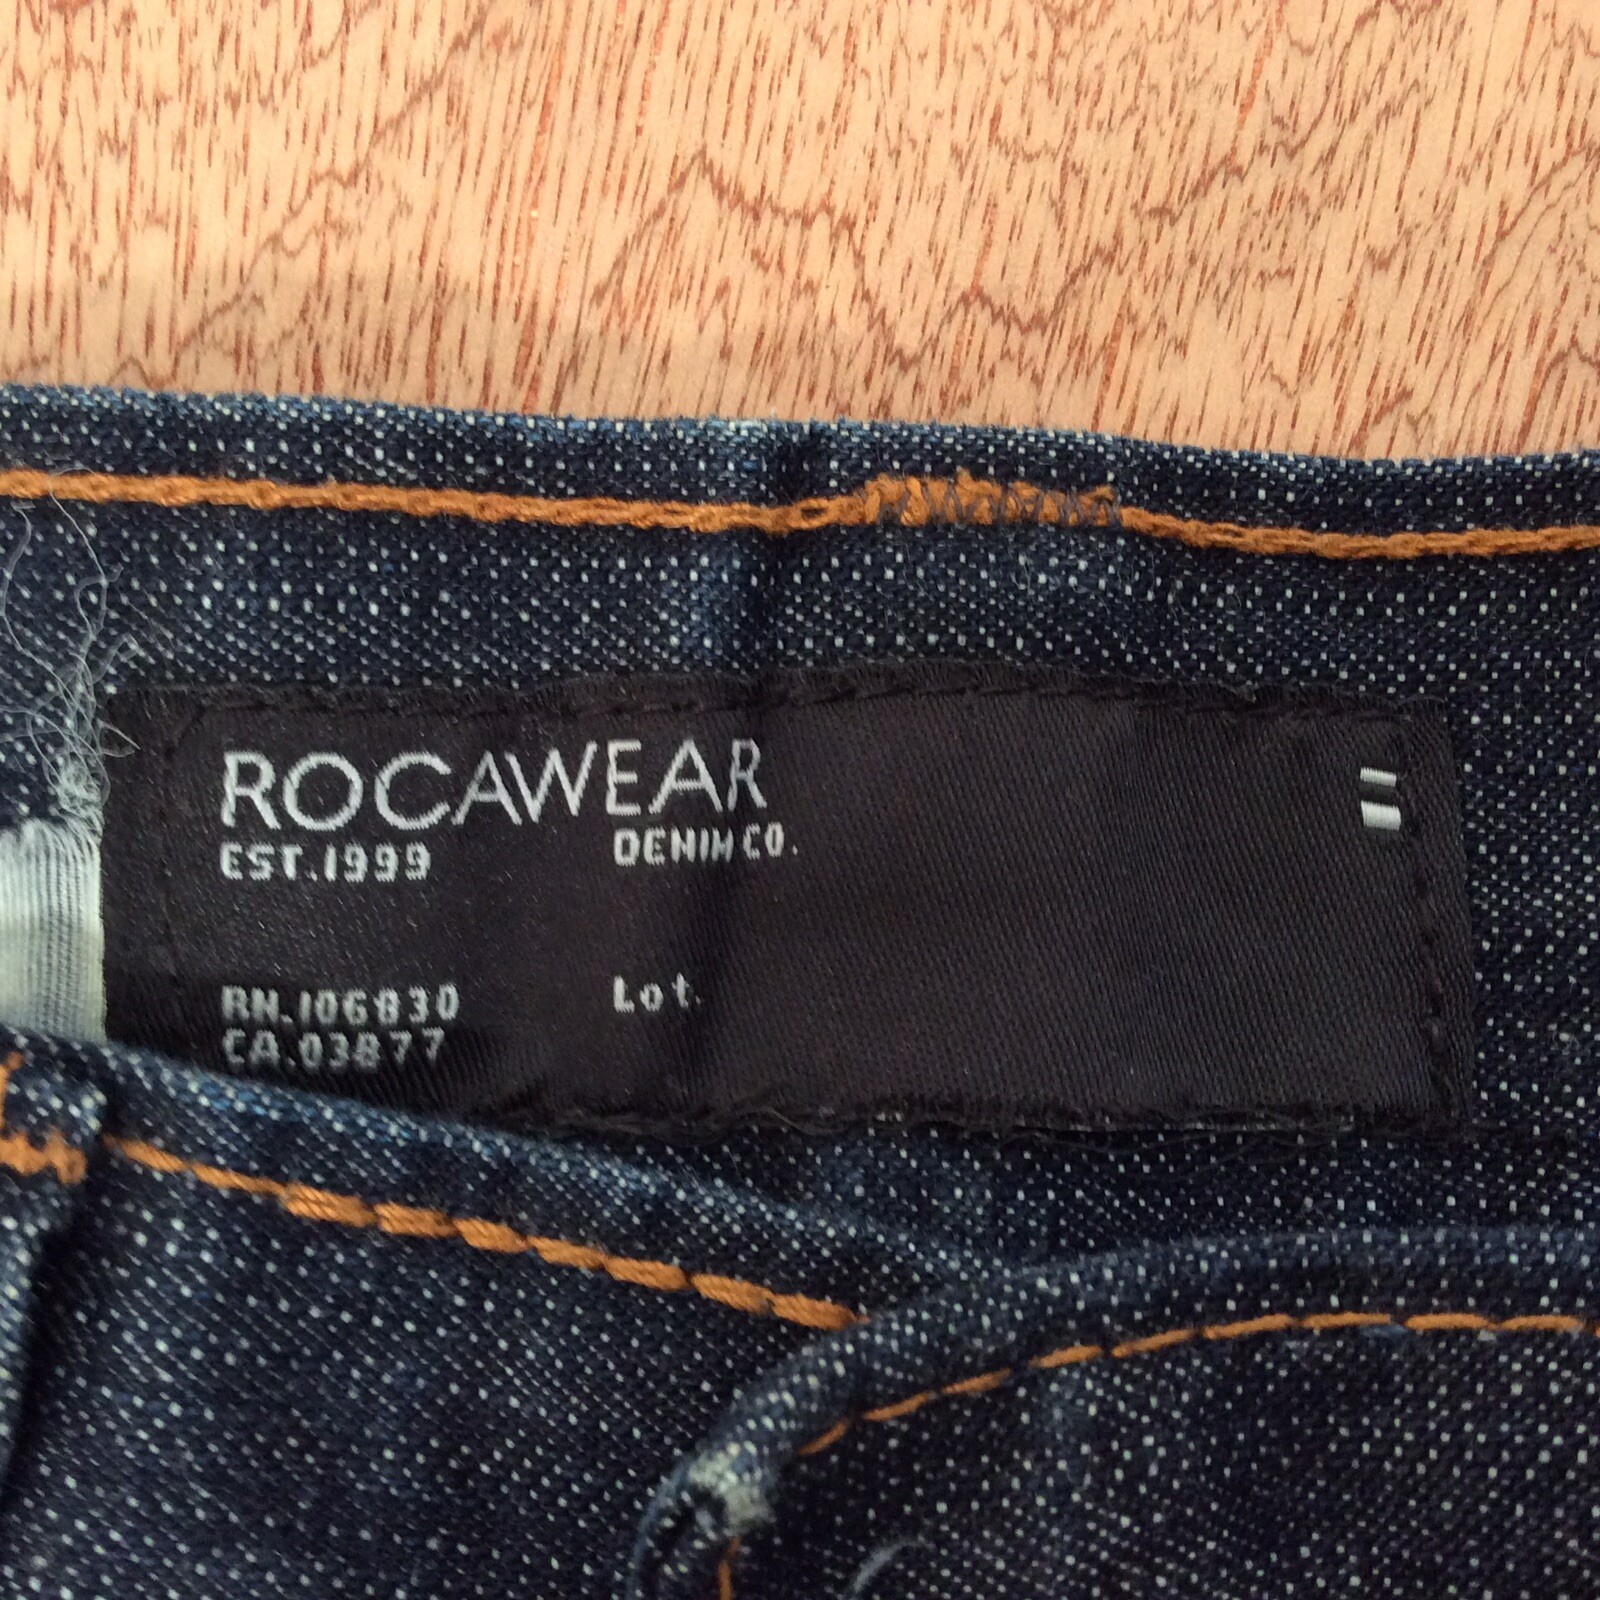 ROCAWEAR
EST.1999 DENIM CO.
RN.106830 Lot.
CA.03877